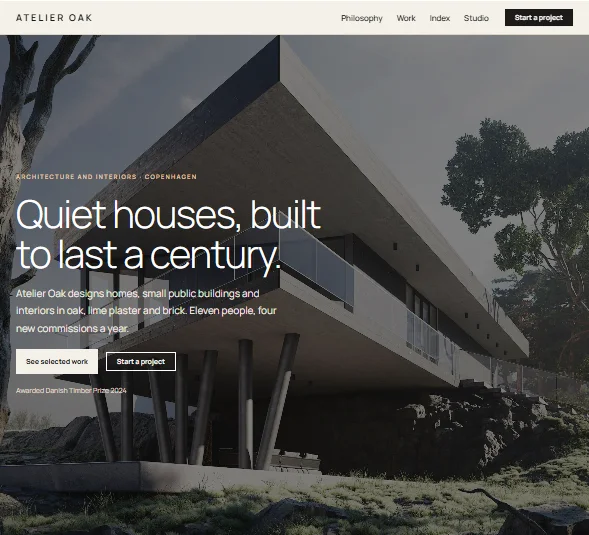 ATELIER OAK
Philosophy Work Index Studio Start a project
ARCHITECTURE AND INTERIORS · COPENHAGEN
Quiet houses, built
to last a century.
Atelier Oak designs homes, small public buildings and
interiors in oak, lime plaster and brick. Eleven people, four
new commissions a year.
See selected work Start a project
Awarded Danish Timber Prize 2024